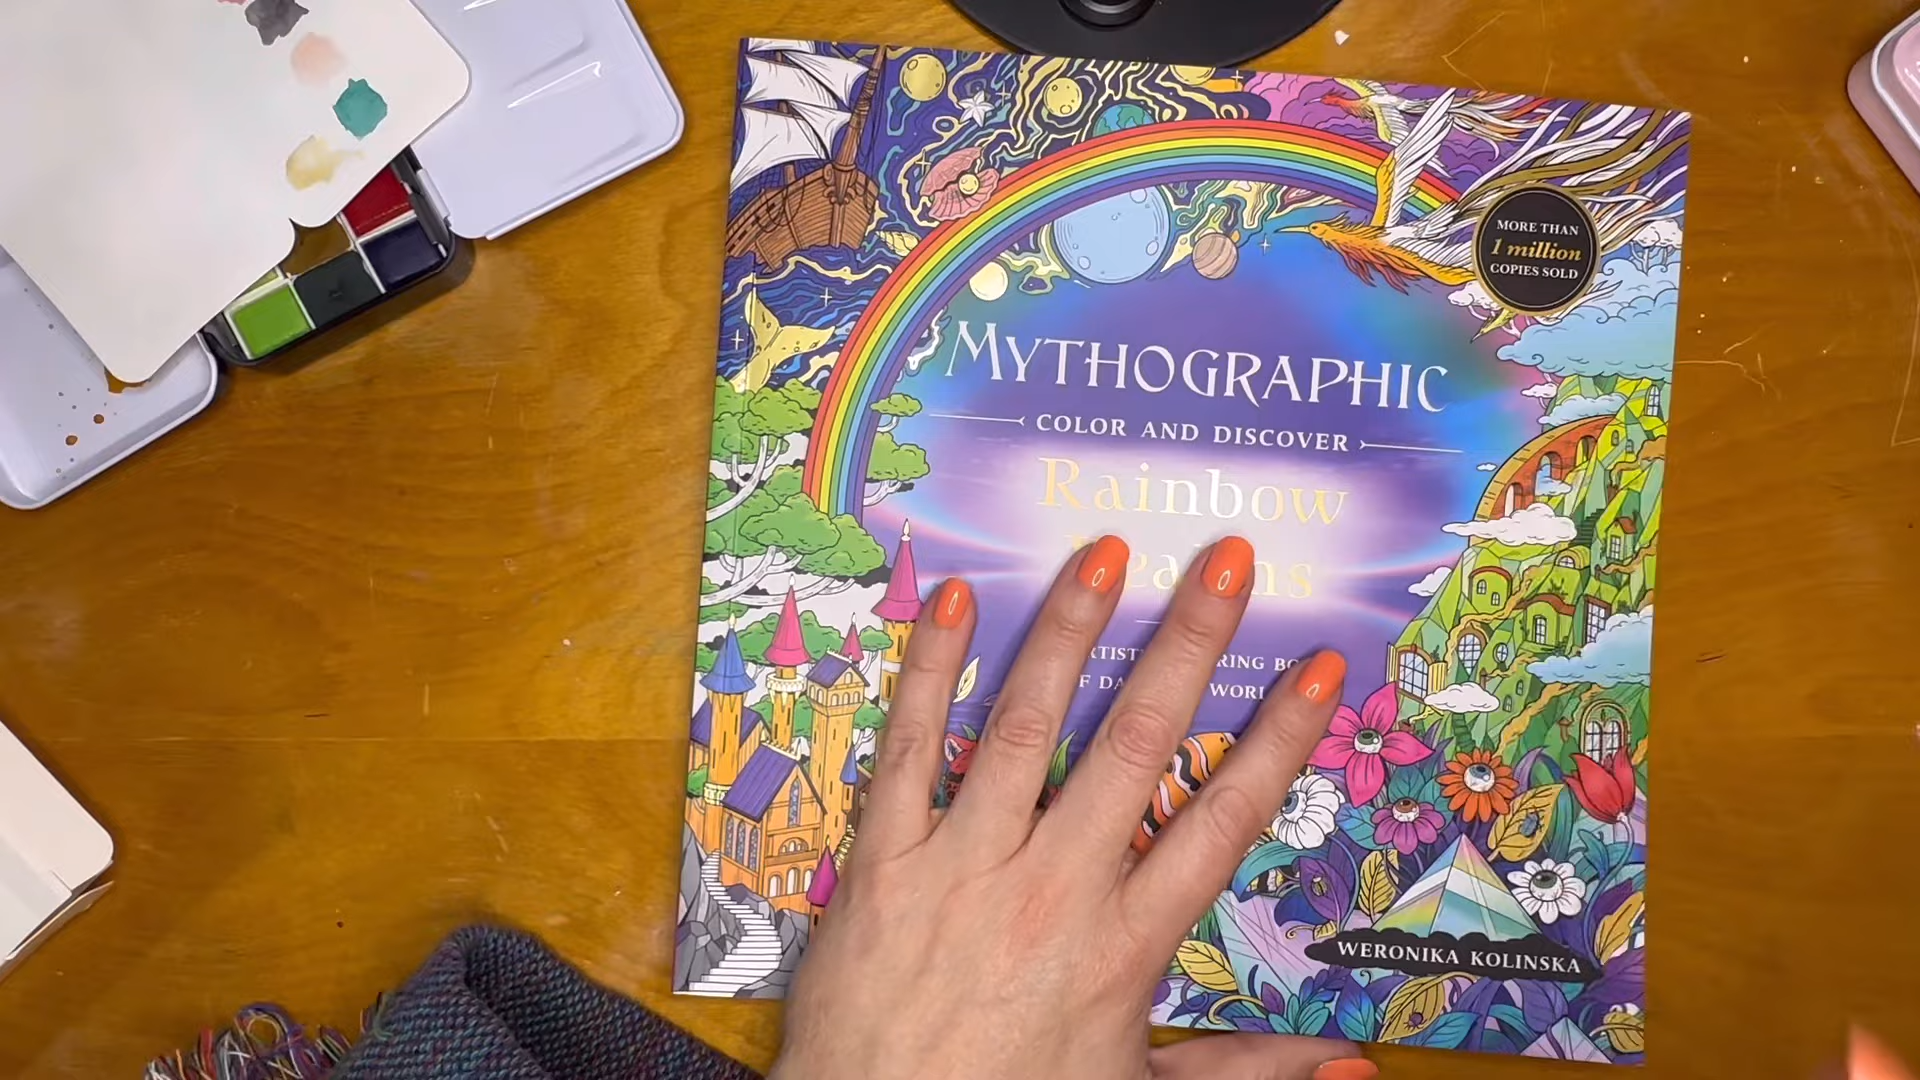 MORE THAN
1 million
COPIES SOLD
MYTHOGRAPHIC
COLOR AND DISCOVER
Rainbow
WERONIKA KOLINSKA